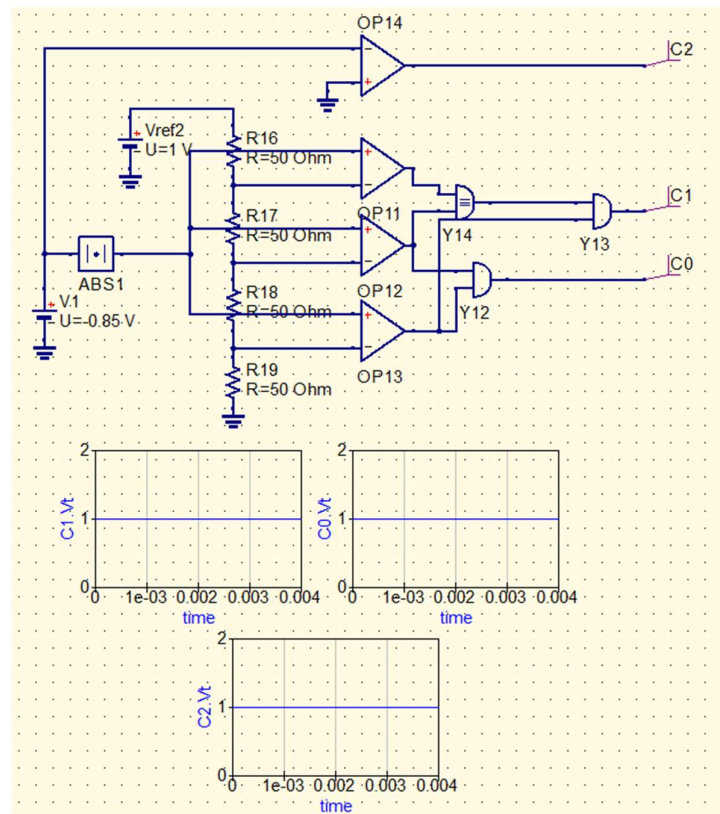 OP14
C2
Vref2
U=1 V
R16
R=50 Ohm
OP11
C1
Y14
Y13
R17
R=50 Ohm
C0
ABS1
OP12
Y12
V1
U=-0.85 V
R18
R=50 Ohm
OP13
R19
R=50 Ohm
C1.Vt
2
1
0
0 1e-03 0.002 0.003 0.004
time
C0.Vt
2
1
0
0 1e-03 0.002 0.003 0.004
time
C2.Vt
2
1
0
0 1e-03 0.002 0.003 0.004
time